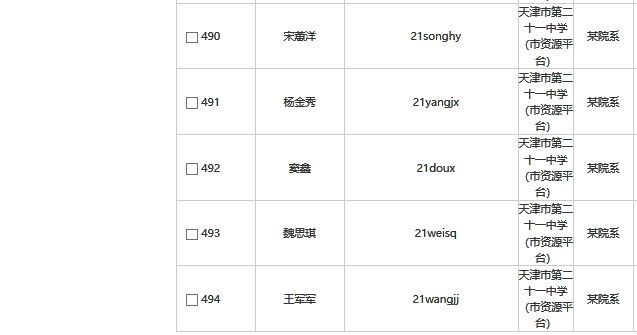 490 宋蕙洋 21songhy 天津市第二
十一中学
(市资源平
台) 某院系
491 杨金秀 21yangjx 天津市第二
十一中学
(市资源平
台) 某院系
492 窦鑫 21doux 天津市第二
十一中学
(市资源平
台) 某院系
493 魏思琪 21weisq 天津市第二
十一中学
(市资源平
台) 某院系
494 王军军 21wangjj 天津市第二
十一中学
(市资源平
台) 某院系